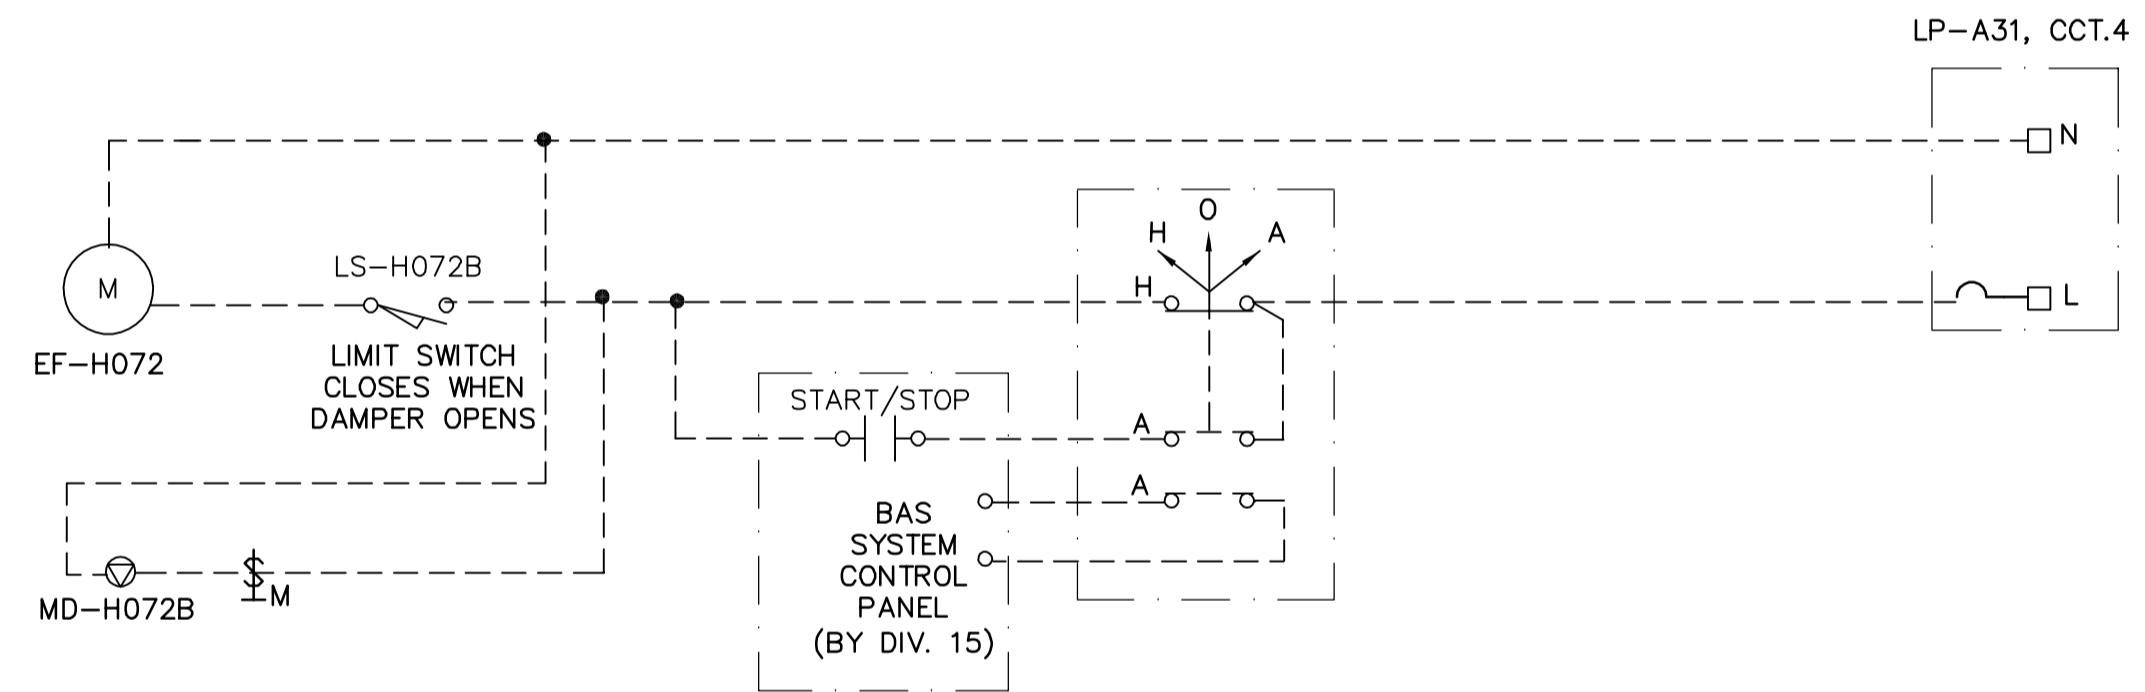 LP-A31, CCT.4
N
O
H
A
LS-H072B
H
L
M
EF-H072
LIMIT SWITCH
CLOSES WHEN
DAMPER OPENS
START/STOP
A
A
BAS
SYSTEM
CONTROL
PANEL
(BY DIV. 15)
M
MD-H072B